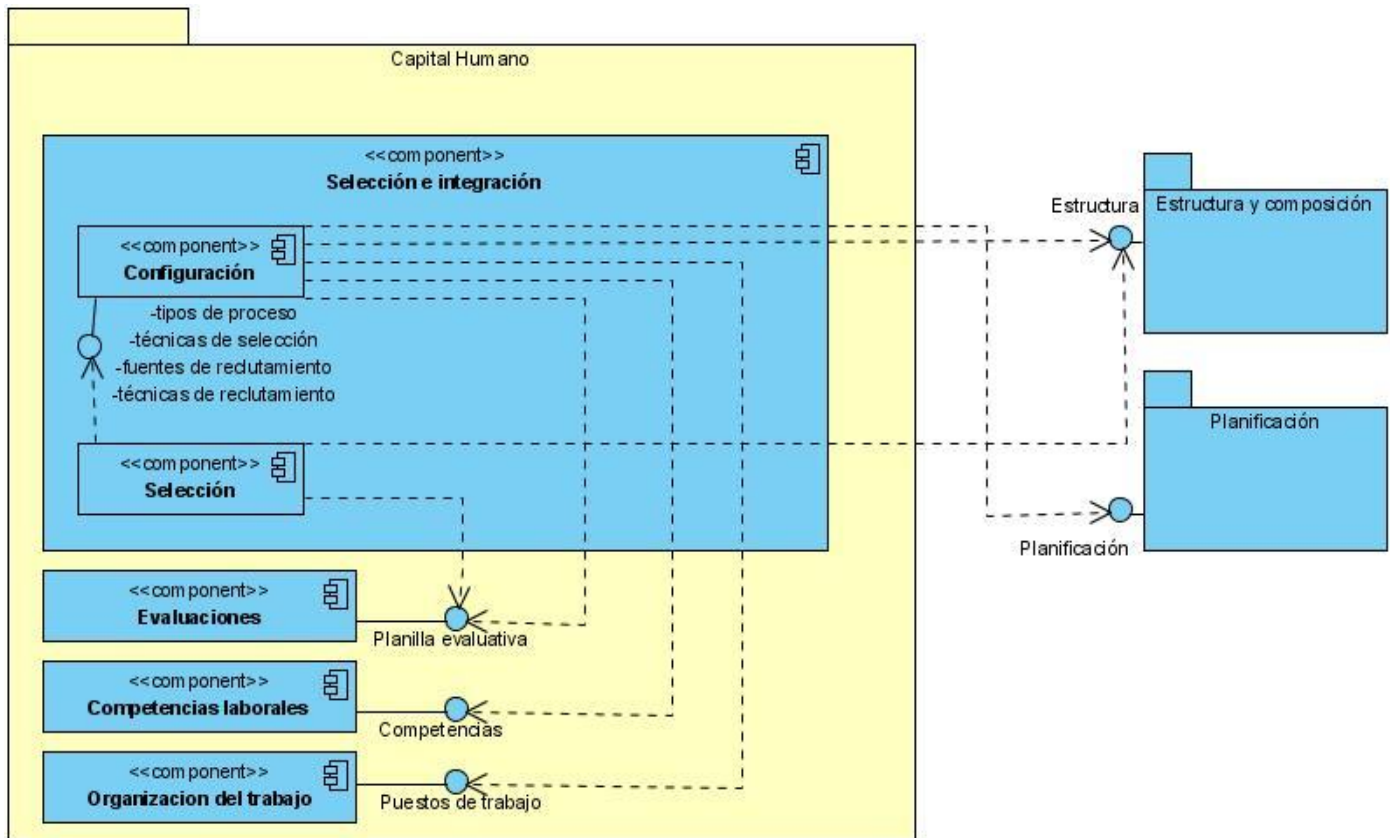 Capital Humano
<<component>>
Selección e integración
<<component>>
Configuración
-tipos de proceso
-técnicas de selección
-fuentes de reclutamiento
-técnicas de reclutamiento
<<component>>
Selección
Estructura
Estructura y composición
Planificación
Planificación
<<component>>
Evaluaciones
Planilla evaluativa
<<component>>
Competencias laborales
Competencias
<<component>>
Organizacion del trabajo
Puestos de trabajo